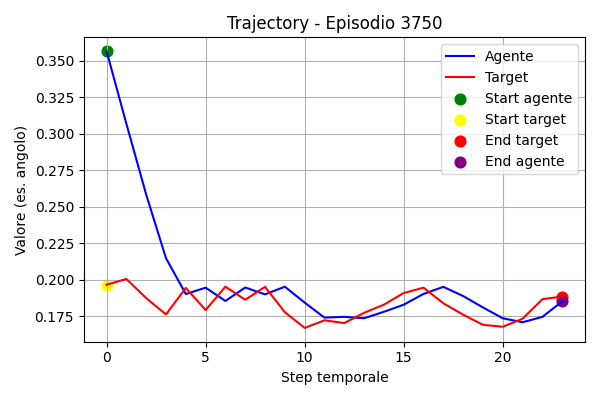 Trajectory - Episodio 3750
Agente
Target
Start agente
Start target
End target
End agente
Valore (es. angolo)
0.350
0.325
0.300
0.275
0.250
0.225
0.200
0.175
0 5 10 15 20
Step temporale